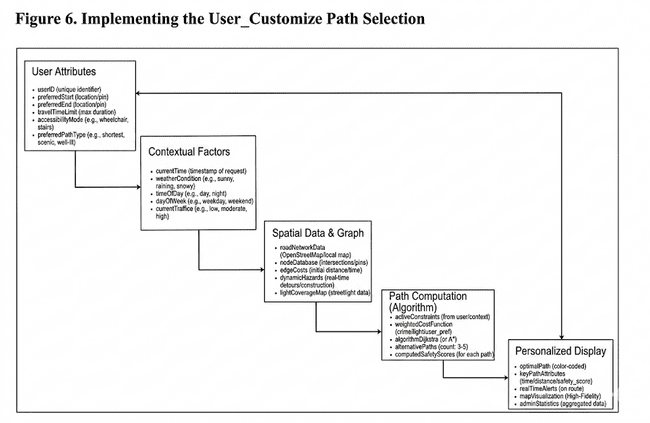 Figure 6. Implementing the User_Customize Path Selection
User Attributes
• userID (unique identifier)
• preferredStart (location/pin)
• preferredEnd (location/pin)
• travelTimeLimit (max duration)
• accessibilityMode (e.g., wheelchair,
stairs)
• preferredPathType (e.g., shortest,
scenic, well-lit)
Contextual Factors
• currentTime (timestamp of request)
• weatherCondition (e.g., sunny,
raining, snowy)
• timeOfDay (e.g., day, night)
• dayOfWeek (e.g., weekday, weekend)
• currentTraffice (e.g., low, moderate,
high)
Spatial Data & Graph
• roadNetworkData
(OpenStreetMap/local map)
• nodeDatabase (intersections/pins)
• edgeCosts (initial distance/time)
• dynamicHazards (real-time
detours/construction)
• lightCoverageMap (streetlight data)
Path Computation
(Algorithm)
• activeConstraints (from user/context)
• weightedCostFunction
(crime/light/user_pref)
• algorithmDijkstra (or A*)
• alternativePaths (count: 3-5)
• computedSafetyScores (for each path)
Personalized Display
• optimalPath (color-coded)
• keyPathAttributes
(time/distance/safety_score)
• realTimeAlerts (on route)
• mapVisualization (High-Fidelity)
• adminStatistics (aggregated data)